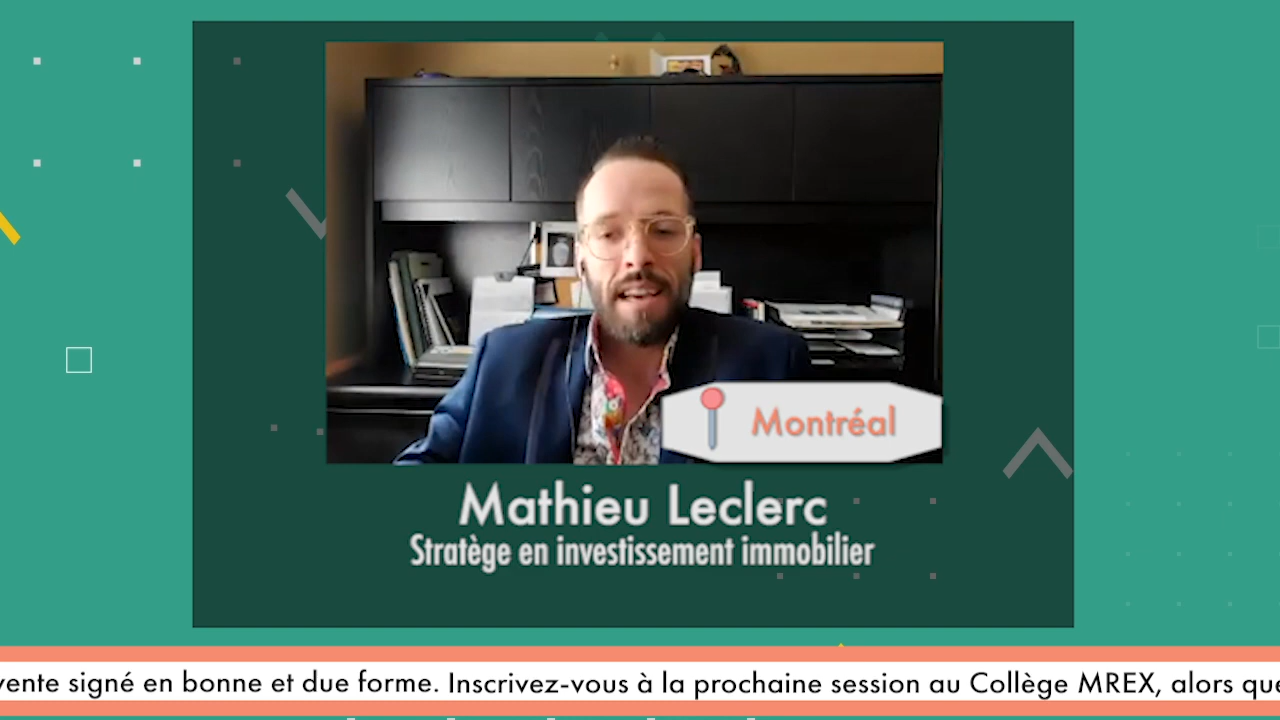 Montréal
Mathieu Leclerc
Stratège en investissement immobilier
vente signé en bonne et due forme. Inscrivez-vous à la prochaine session au Collège MREX, alors que